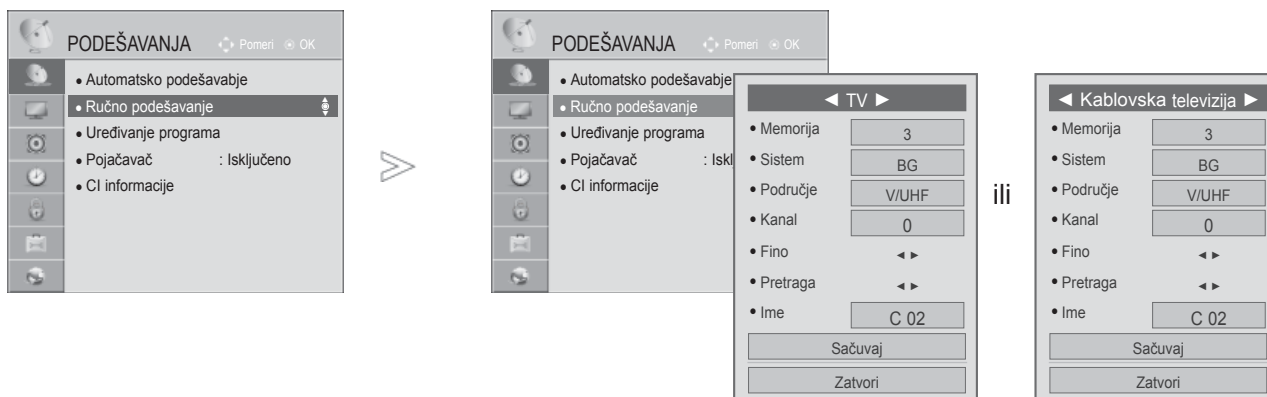 PODEŠAVANJA Pomeri OK
• Automatsko podešavabje
• Ručno podešavanje
• Uređivanje programa
• Pojačavač : Isključeno
• CI informacije
PODEŠAVANJA Pomeri OK
• Automatsko podešavabje
• Ručno podešavanje
• Uređivanje programa
• Pojačavač : Iskl
• CI informacije
◄ TV ►
• Memorija 3
• Sistem BG
• Područje V/UHF
• Kanal 0
• Fino ◄ ►
• Pretraga ◄ ►
• Ime C 02
Sačuvaj
Zatvori
ili
◄ Kablovska televizija ►
• Memorija 3
• Sistem BG
• Područje V/UHF
• Kanal 0
• Fino ◄ ►
• Pretraga ◄ ►
• Ime C 02
Sačuvaj
Zatvori